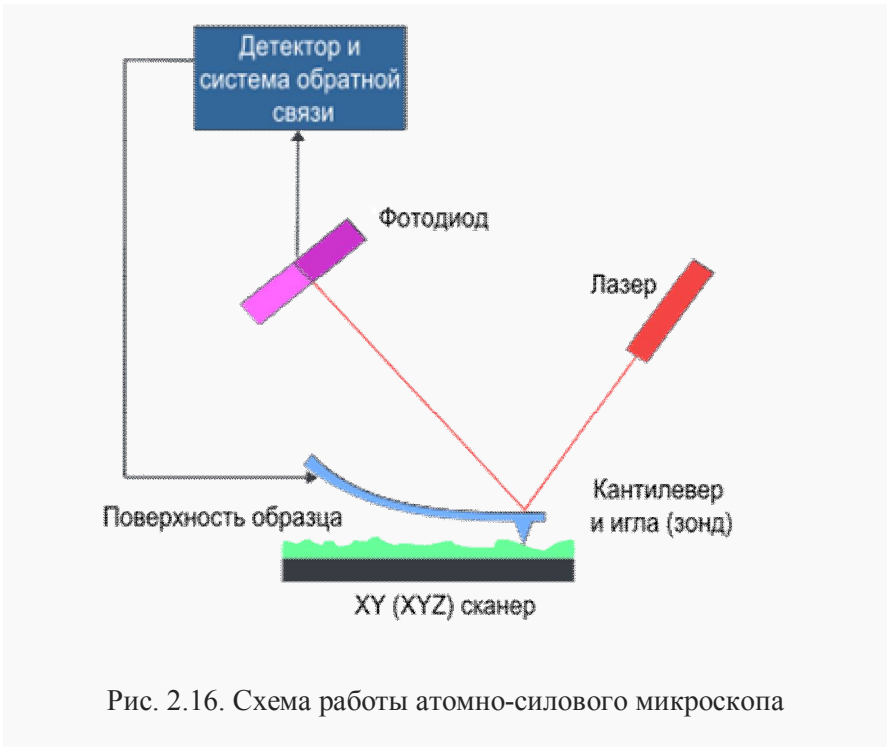 Детектор и
система обратной
связи
Фотодиод
Лазер
Кантилевер
и игла (зонд)
Поверхность образца
XY (XYZ) сканер
Рис. 2.16. Схема работы атомно-силового микроскопа